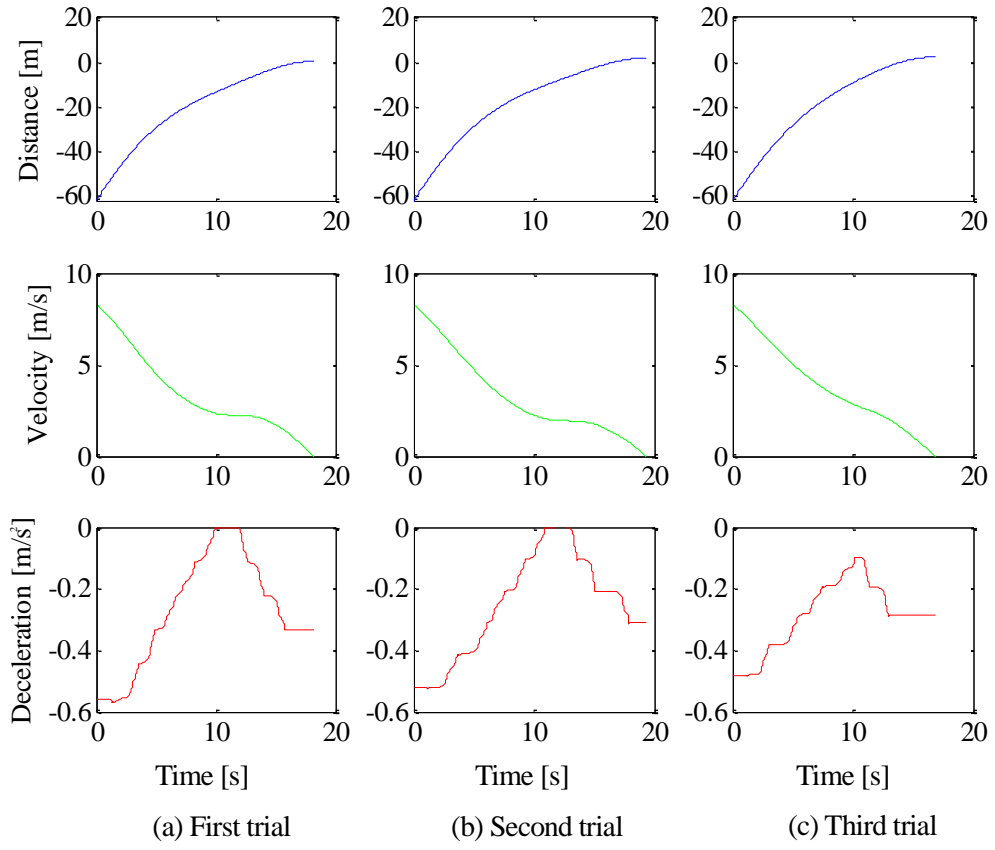 20
0
-20
-40
-60
0 10 20
Distance [m]
20
0
-20
-40
-60
0 10 20
20
0
-20
-40
-60
0 10 20
10
5
0
0 10 20
Velocity [m/s]
10
5
0
0 10 20
10
5
0
0 10 20
0
-0.2
-0.4
-0.6
0 10 20
Deceleration [m/s²]
0
-0.2
-0.4
-0.6
0 10 20
0
-0.2
-0.4
-0.6
0 10 20
Time [s]
Time [s]
Time [s]
(a) First trial
(b) Second trial
(c) Third trial